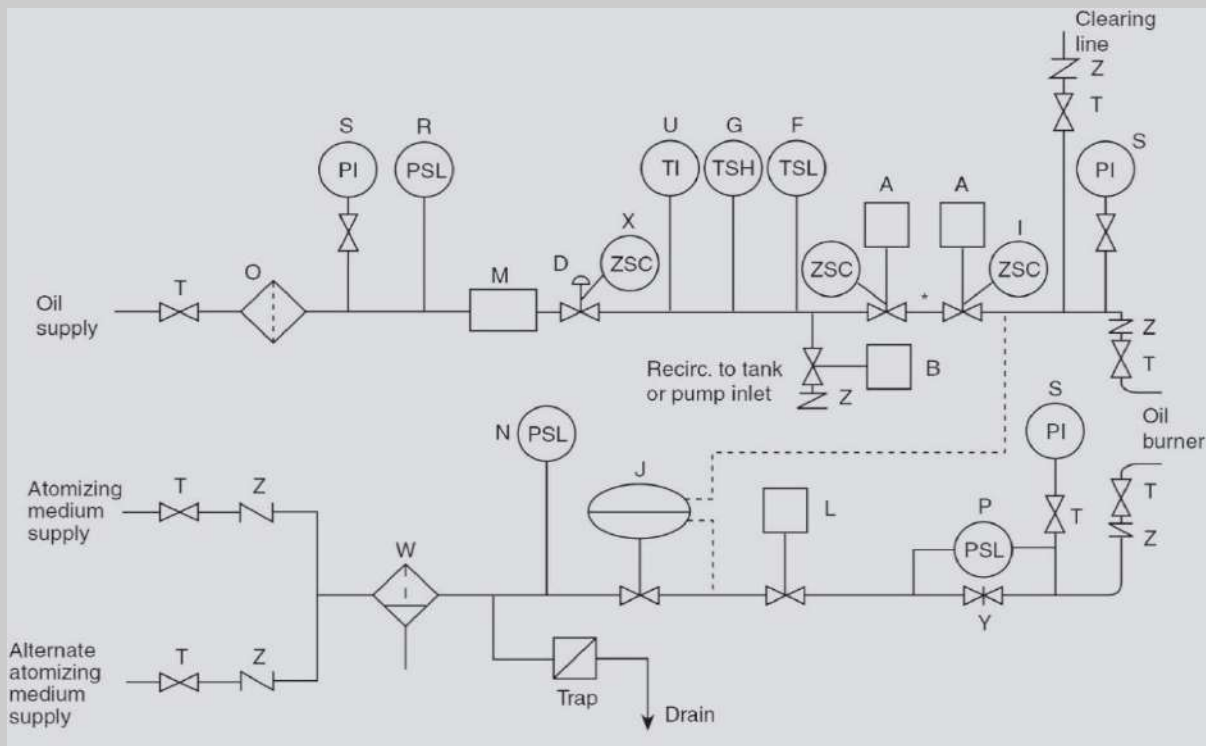 Clearing
line
Z
T
S
R
U
G
F
S
PI
PSL
TI
TSH
TSL
A
A
PI
X
I
D
ZSC
ZSC
ZSC
T
O
M
*
Oil
supply
Z
T
Recirc. to tank
or pump inlet
B
Z
S
Oil
burner
N
PSL
J
PI
Atomizing
medium
supply
T
Z
L
P
T
T
W
PSL
Z
Y
Alternate
atomizing
medium
supply
T
Z
Trap
Drain